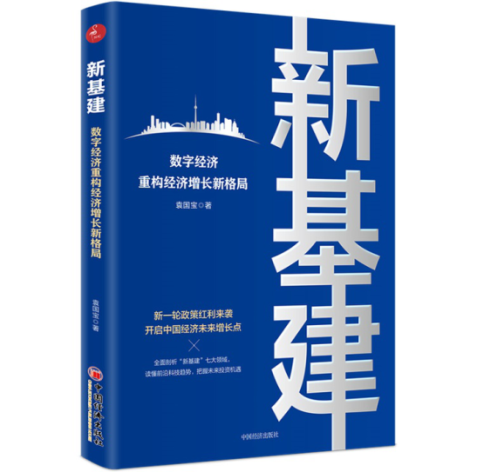 新基建
数字经济
重构经济增长新格局
袁国宝◎著
新一轮政策红利来袭
开启中国经济未来增长点
×
全面剖析“新基建”七大领域，
读懂前沿科技趋势，把握未来投资机遇
中国经济出版社
新基建
数字经济重构经济增长新格局
袁国宝◎著
中国经济出版社